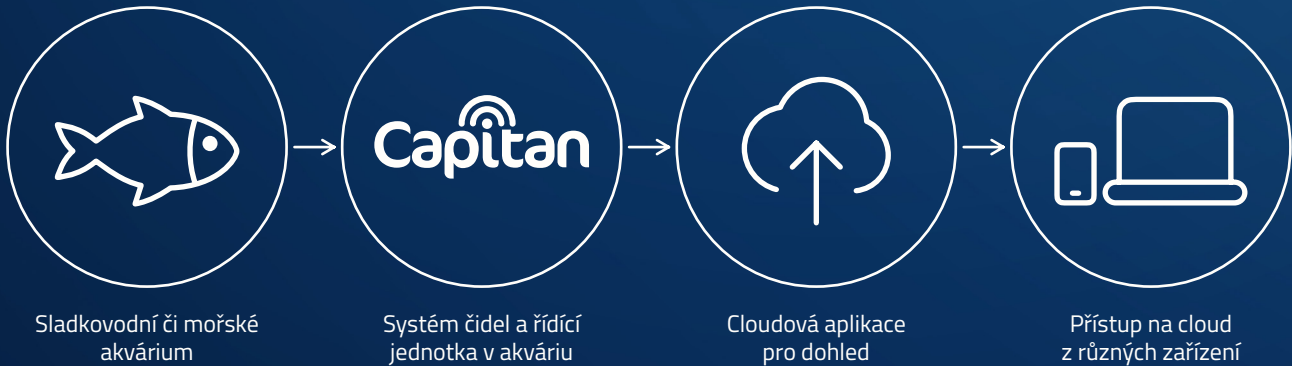 Capitan
Sladkovodní či mořské
akvárium
Systém čidel a řídící
jednotka v akváriu
Cloudová aplikace
pro dohled
Přístup na cloud
z různých zařízení